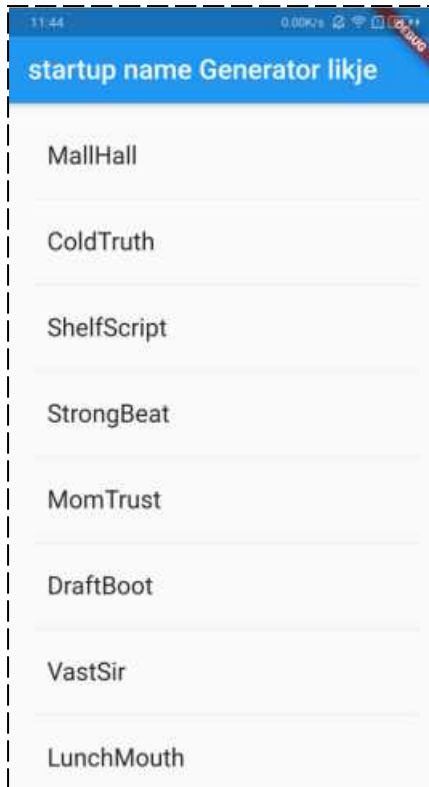 11:44 0.00K/s
DEBUG
startup name Generator likje
MallHall
ColdTruth
ShelfScript
StrongBeat
MomTrust
DraftBoot
VastSir
LunchMouth